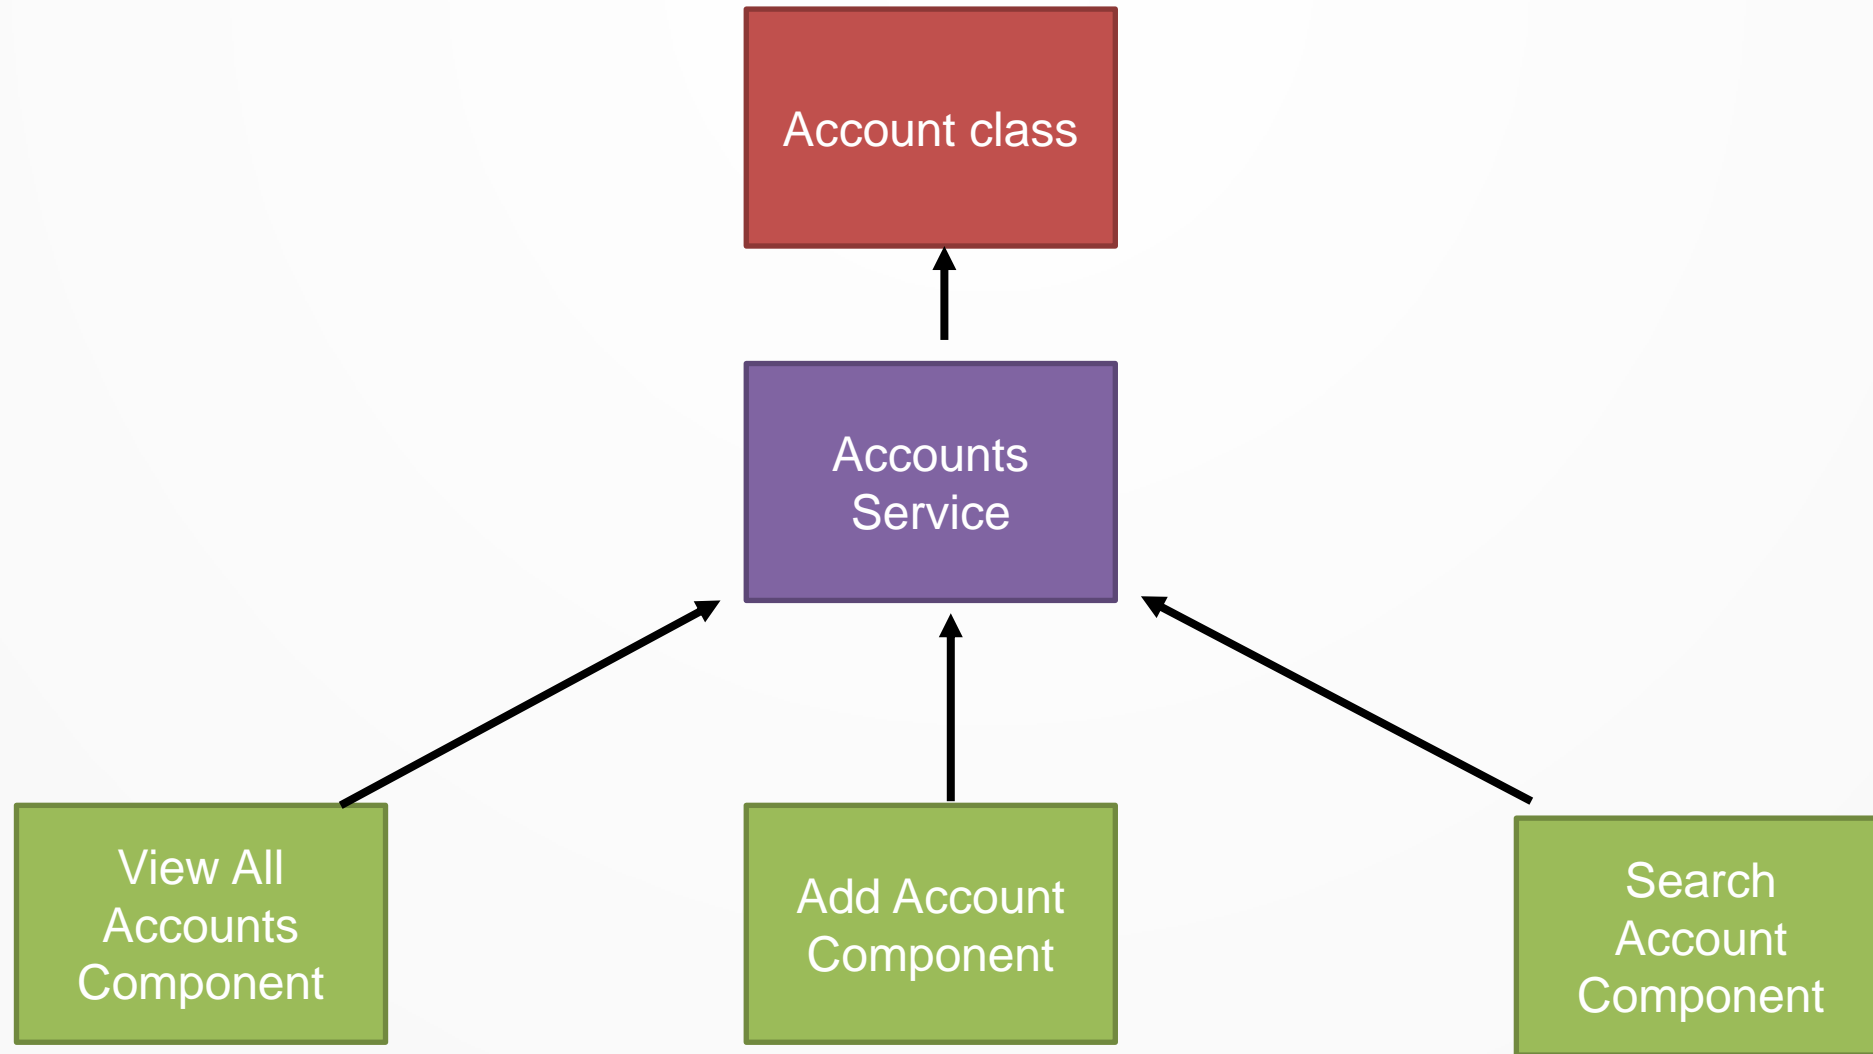 Account class
Accounts
Service
View All
Accounts
Component
Add Account
Component
Search
Account
Component